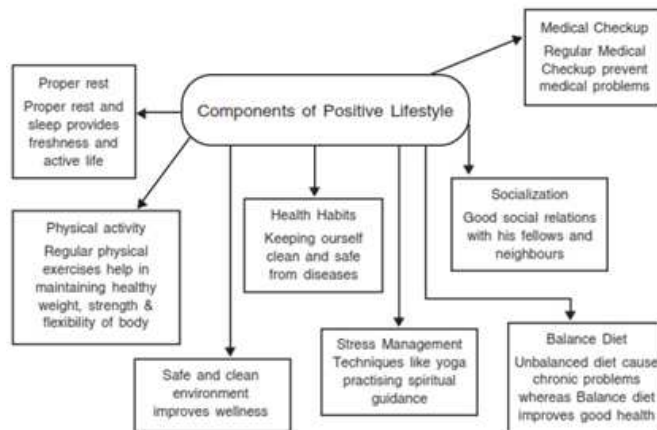 Components of Positive Lifestyle
Medical Checkup
Regular Medical
Checkup prevent
medical problems
Proper rest
Proper rest and
sleep provides
freshness and
active life
Physical activity
Regular physical
exercises help in
maintaining healthy
weight, strength &
flexibility of body
Health Habits
Keeping ourself
clean and safe
from diseases
Socialization
Good social relations
with his fellows and
neighbours
Safe and clean
environment
improves wellness
Stress Management
Techniques like yoga
practising spiritual
guidance
Balance Diet
Unbalanced diet cause
chronic problems
whereas Balance diet
improves good health